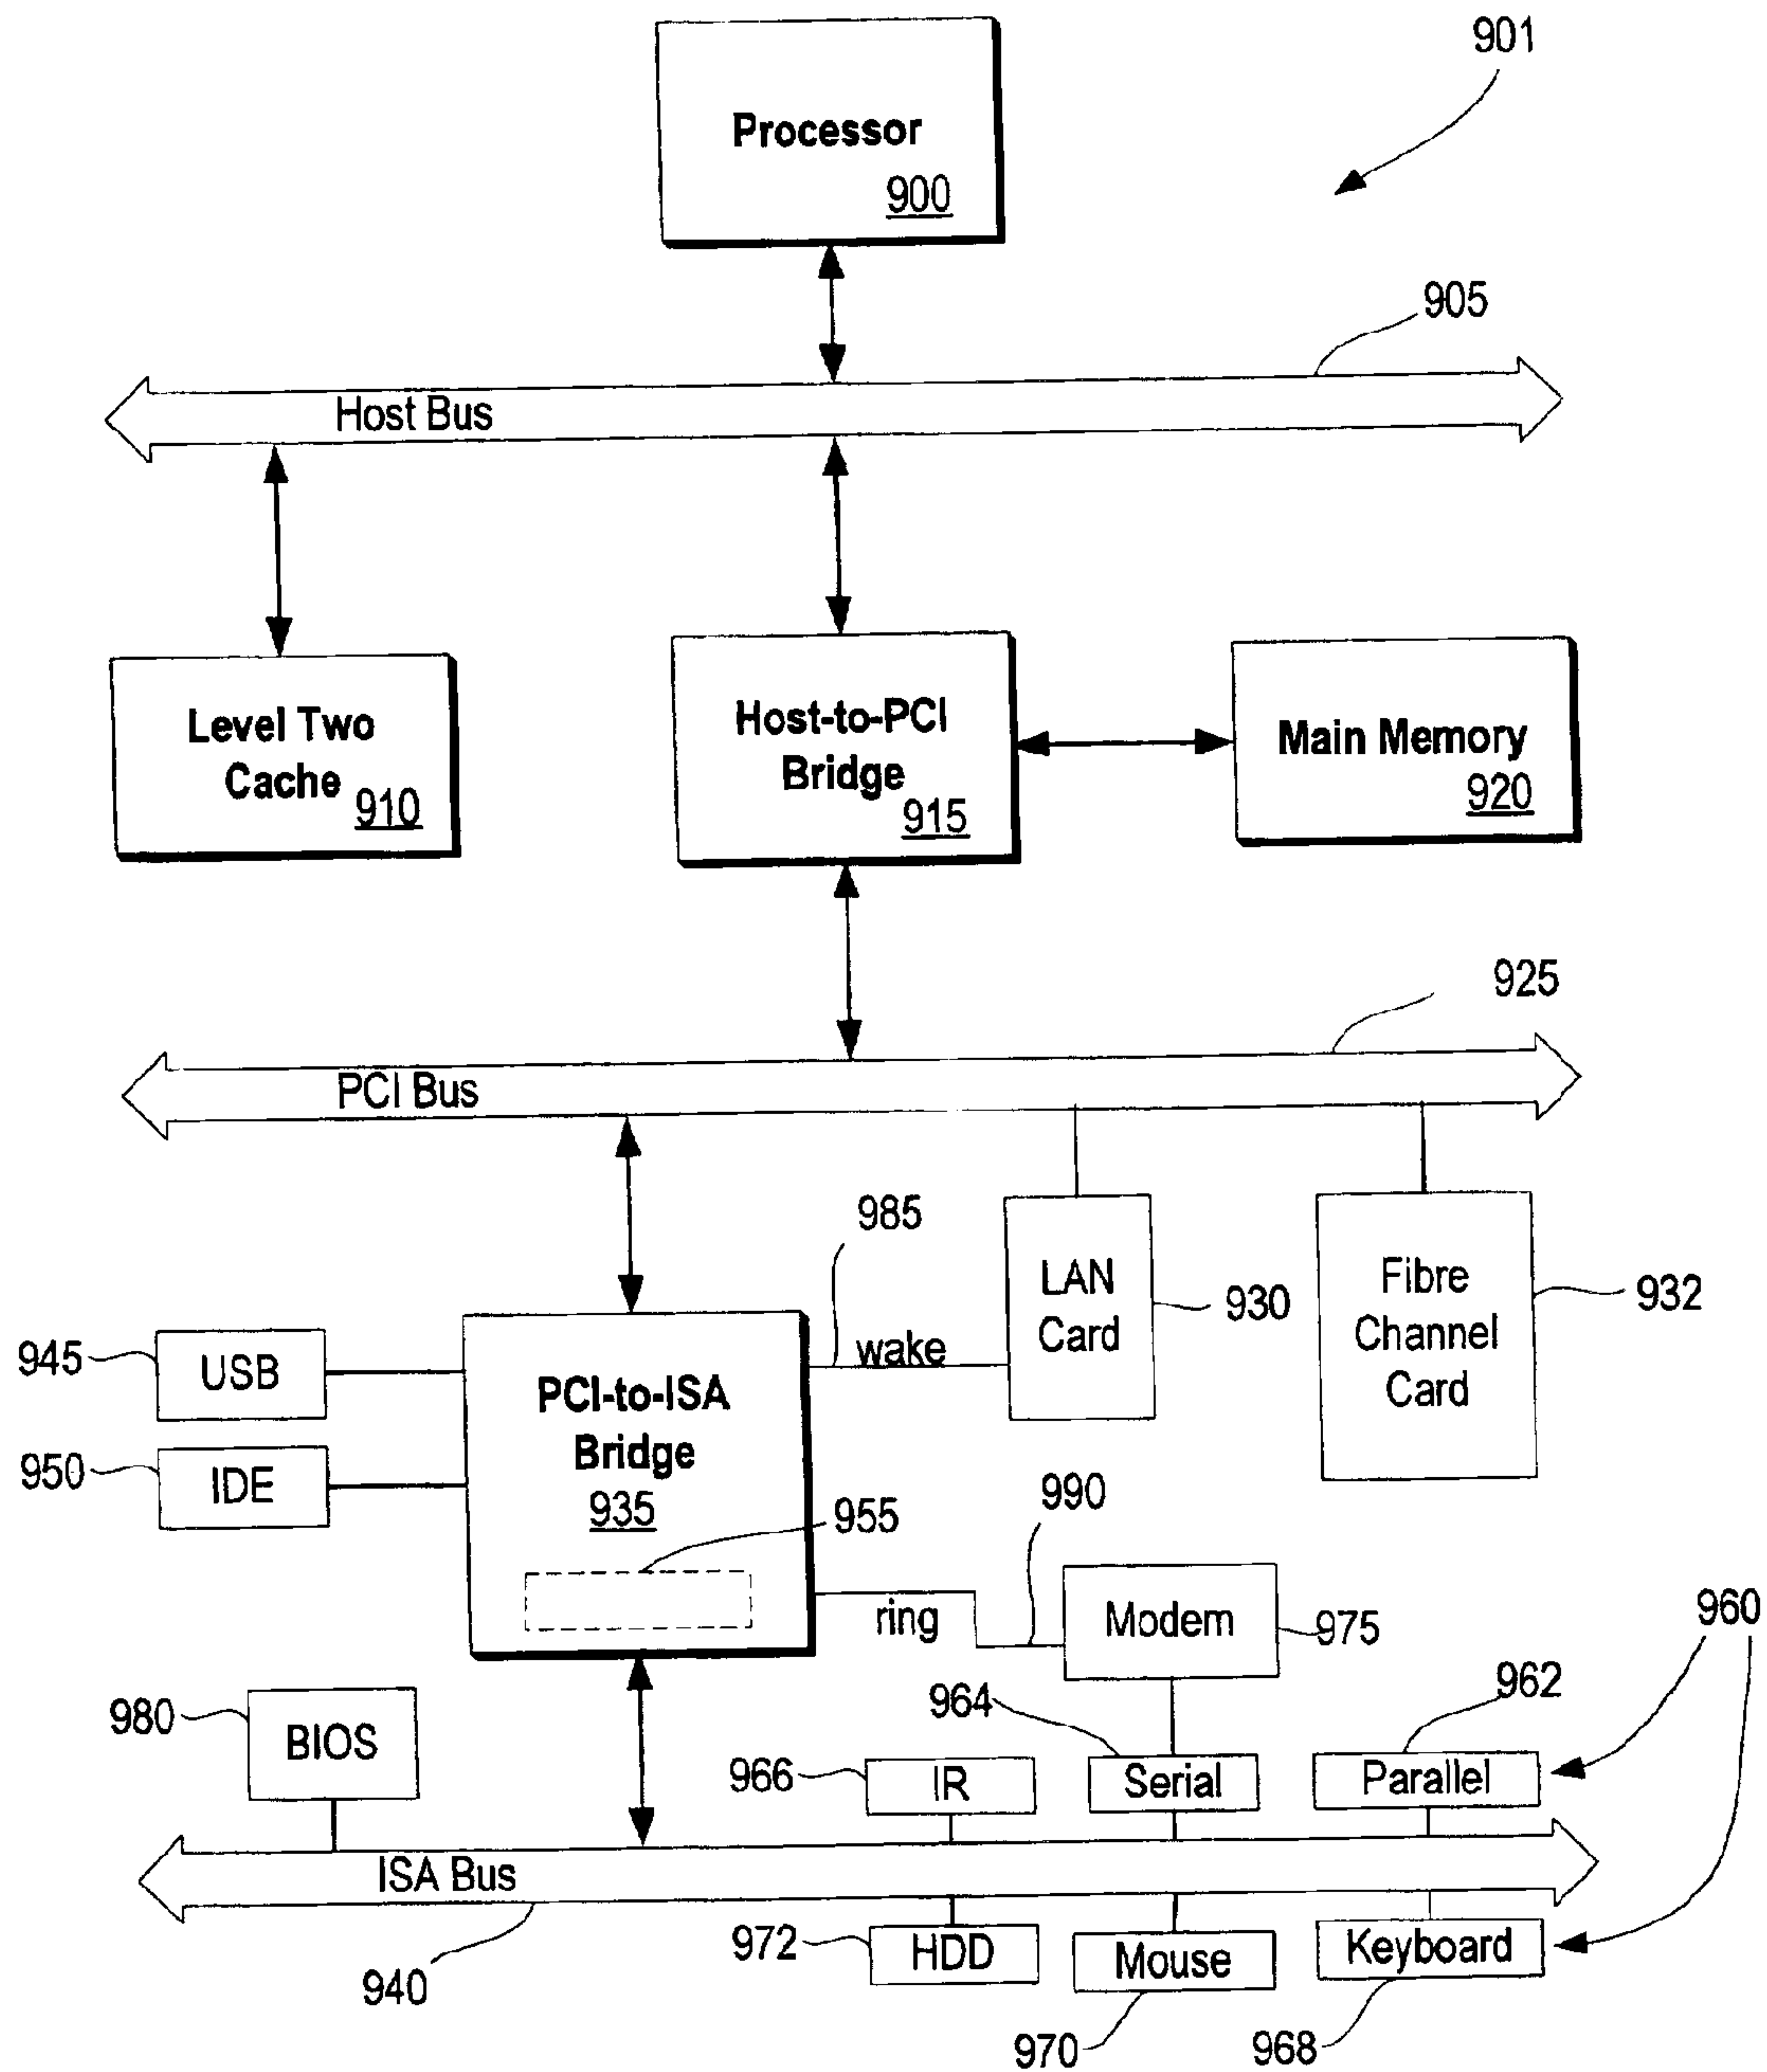 901
Processor
900
905
Host Bus
Level Two
Cache
910
Host-to-PCI
Bridge
915
Main Memory
920
925
PCI Bus
985
LAN
Card
930
Fibre
Channel
Card
932
wake
945
USB
PCI-to-ISA
Bridge
935
950
IDE
955
990
ring
Modem
975
960
980
BIOS
964
962
966
IR
Serial
Parallel
ISA Bus
940
972
HDD
Mouse
Keyboard
970
968